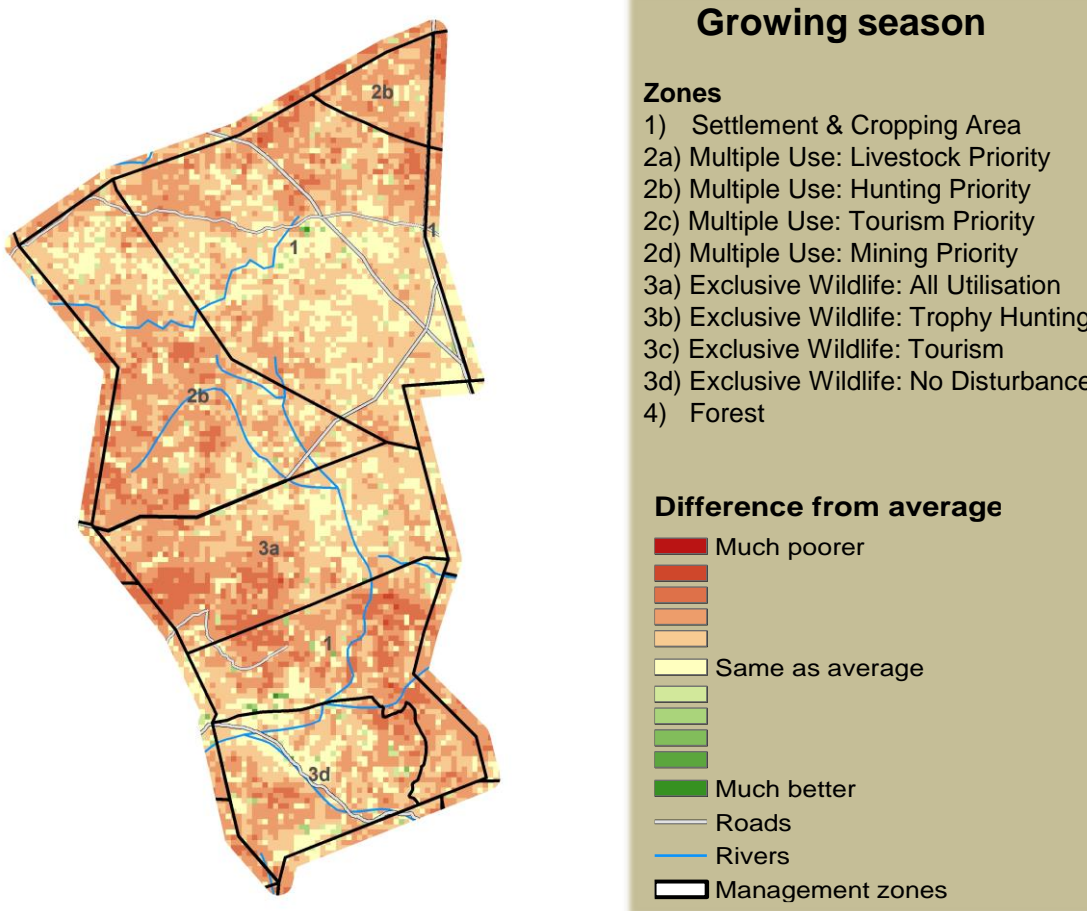 Growing season
Zones
1) Settlement & Cropping Area
2a) Multiple Use: Livestock Priority
2b) Multiple Use: Hunting Priority
2c) Multiple Use: Tourism Priority
2d) Multiple Use: Mining Priority
3a) Exclusive Wildlife: All Utilisation
3b) Exclusive Wildlife: Trophy Hunting
3c) Exclusive Wildlife: Tourism
3d) Exclusive Wildlife: No Disturbance
4) Forest
Difference from average
Much poorer
Same as average
Much better
Roads
Rivers
Management zones
2b
1
1
2b
3a
1
3d